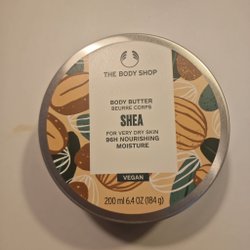 THE BODY SHOP
BODY BUTTER
BEURRE CORPS
SHEA
FOR VERY DRY SKIN
96H NOURISHING
MOISTURE
VEGAN
200 ml 6.4 OZ (184 g)